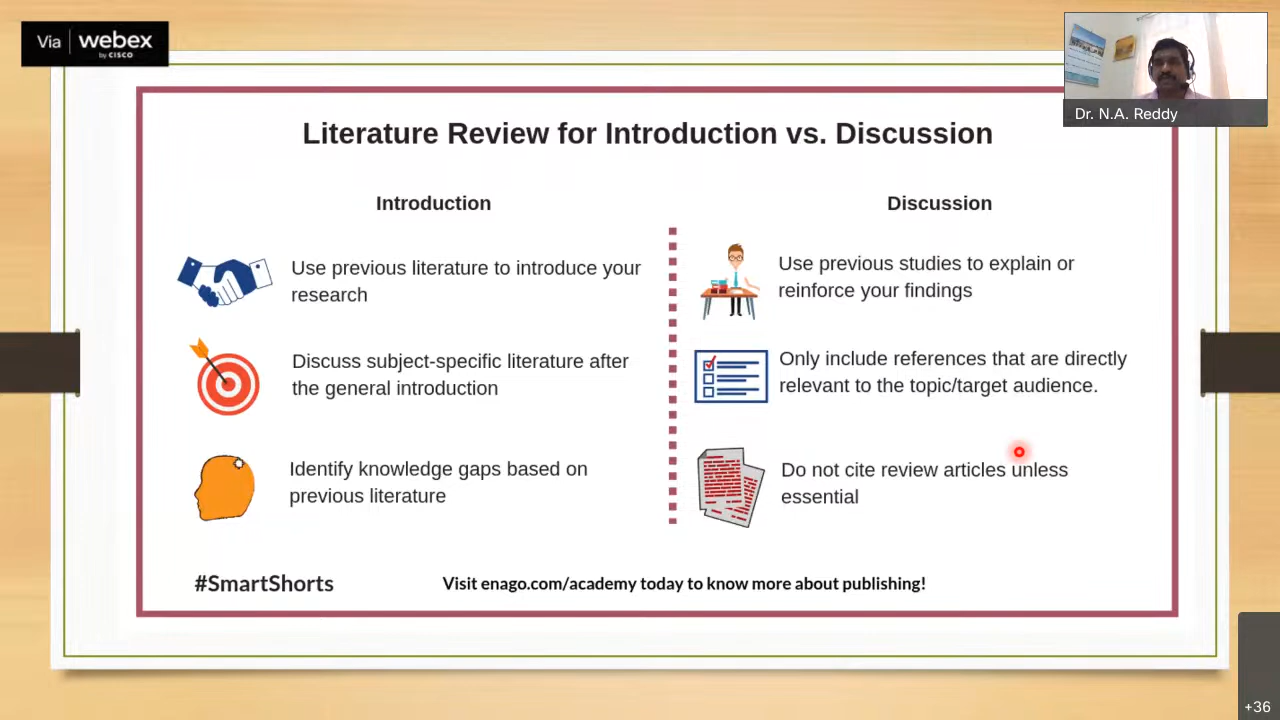 Via webex
by CISCO
Dr. N.A. Reddy
Literature Review for Introduction vs. Discussion
Introduction
Use previous literature to introduce your
research
Discuss subject-specific literature after
the general introduction
Identify knowledge gaps based on
previous literature
Discussion
Use previous studies to explain or
reinforce your findings
Only include references that are directly
relevant to the topic/target audience.
Do not cite review articles unless
essential
#SmartShorts
Visit enago.com/academy today to know more about publishing!
+36